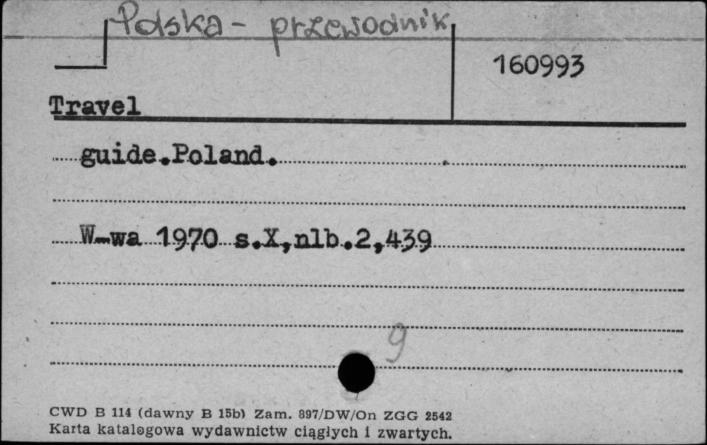 Polska - przewodnik
160993
Travel
guide.Poland.
W-wa 1970 s.X,nlb.2,439
9
CWD B 114 (dawny B 15b) Zam. 897/DW/On ZGG 2542
Karta katalogowa wydawnictw ciągłych i zwartych.